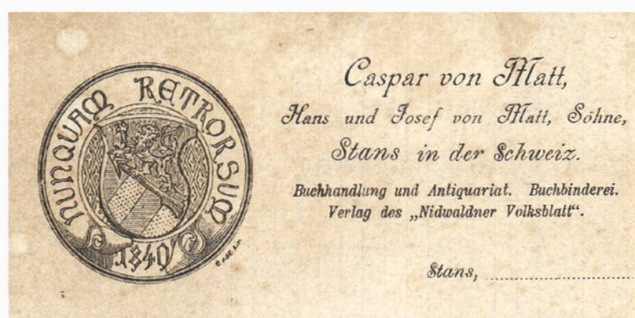 NUNQUAM RETRORSUM
1840
Caspar von Matt,
Hans und Josef von Matt, Söhne,
Stans in der Schweiz.
Buchhandlung und Antiquariat. Buchbinderei.
Verlag des „Nidwaldner Volksblatt“.
Stans, ........................